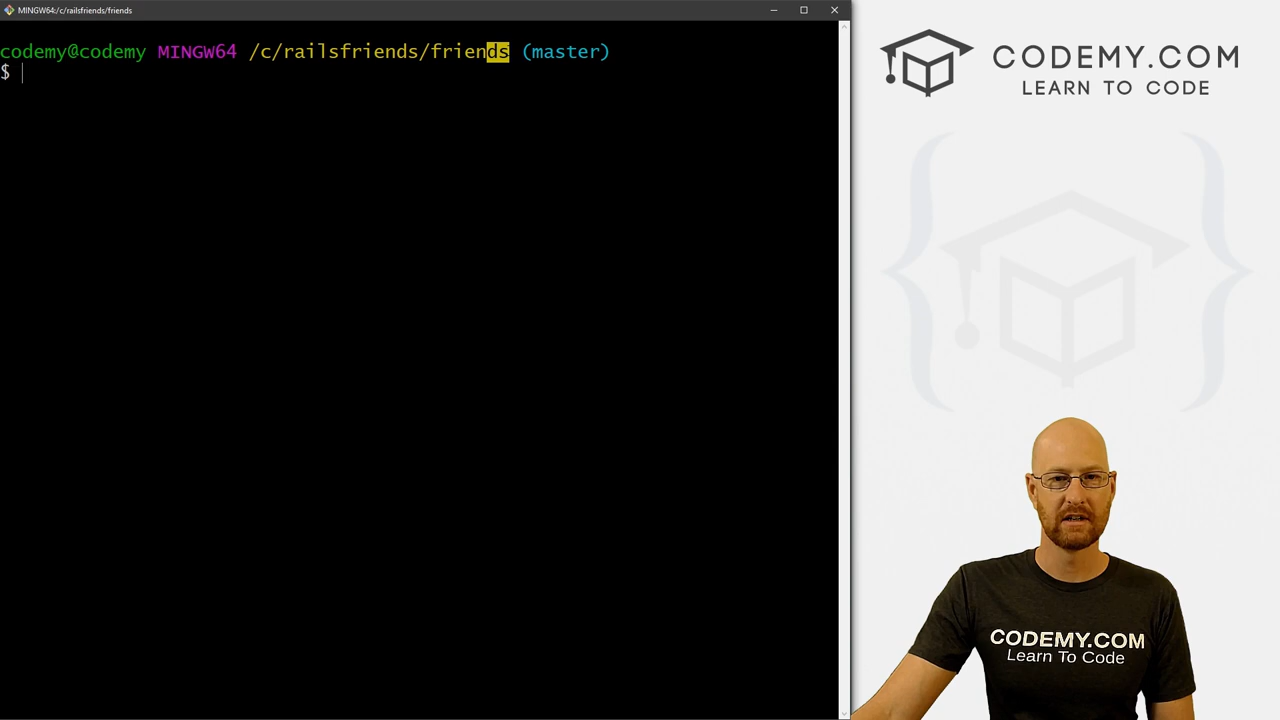 MINGW64:/c/railsfriends/friends
codemy@codemy MINGW64 /c/railsfriends/friends (master)
$
CODEMY.COM
LEARN TO CODE
CODEMY.COM
Learn To Code